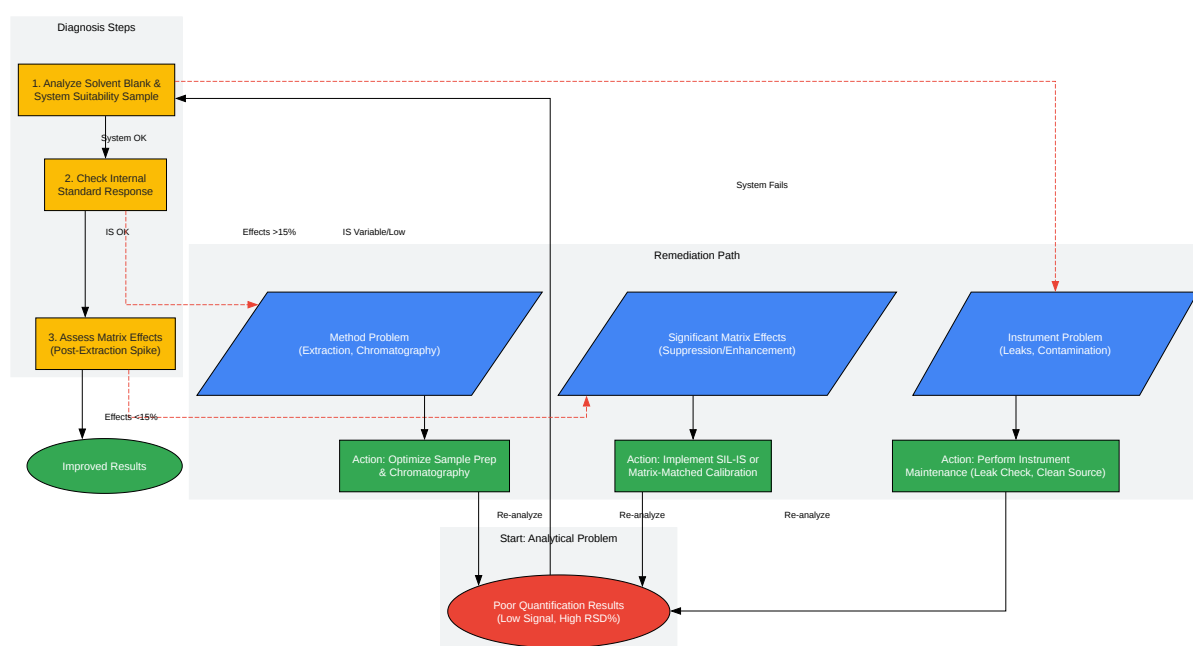 Diagnosis Steps
1. Analyze Solvent Blank &
System Suitability Sample
System OK
2. Check Internal
Standard Response
System Fails
IS OK
Effects >15%
IS Variable/Low
Remediation Path
3. Assess Matrix Effects
(Post-Extraction Spike)
Method Problem
(Extraction, Chromatography)
Significant Matrix Effects
(Suppression/Enhancement)
Instrument Problem
(Leaks, Contamination)
Effects <15%
Improved Results
Action: Optimize Sample Prep
& Chromatography
Action: Implement SIL-IS or
Matrix-Matched Calibration
Action: Perform Instrument
Maintenance (Leak Check, Clean Source)
Re-analyze
Re-analyze
Re-analyze
Start: Analytical Problem
Poor Quantification Results
(Low Signal, High RSD%)